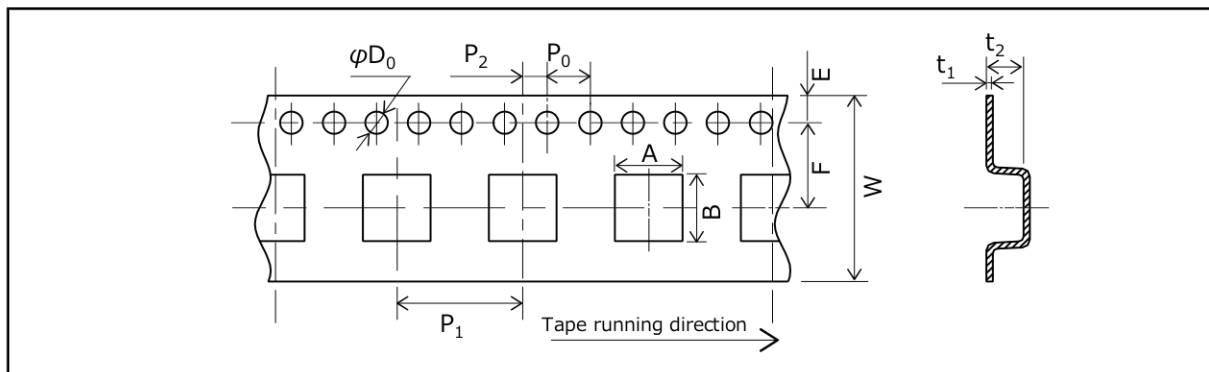 φD₀
P₂
P₀
E
t₁
t₂
A
B
F
W
P₁
Tape running direction